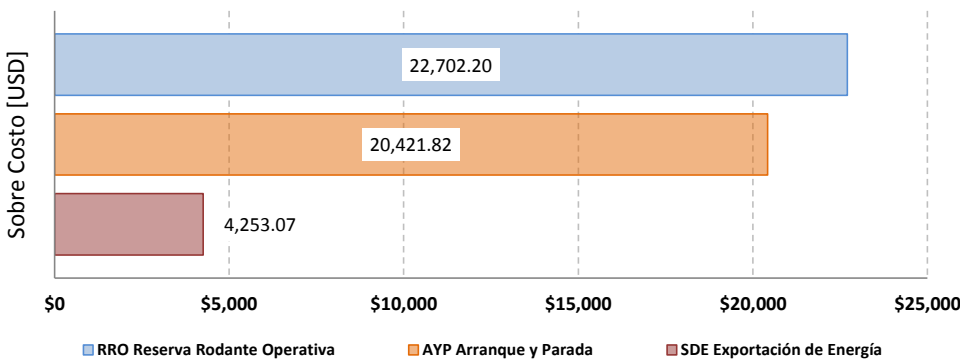 Sobre Costo [USD]
22,702.20
20,421.82
4,253.07
$0 $5,000 $10,000 $15,000 $20,000 $25,000
RRO Reserva Rodante Operativa AYP Arranque y Parada SDE Exportación de Energía